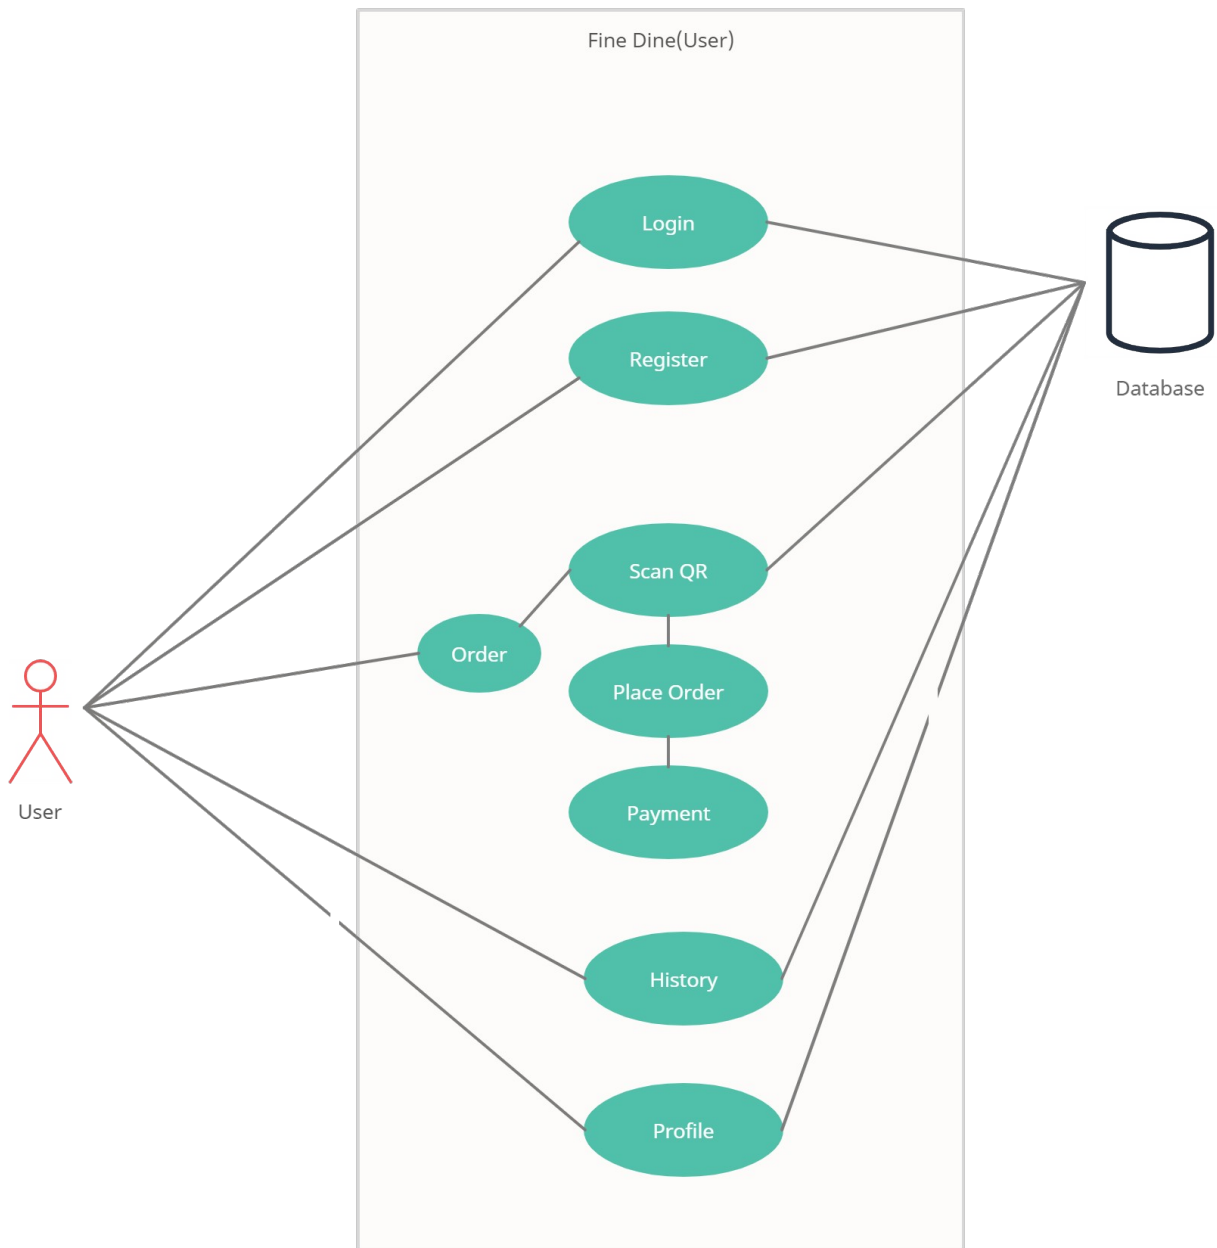 Fine Dine(User)
Login
Register
Database
Scan QR
Order
Place Order
User
Payment
History
Profile